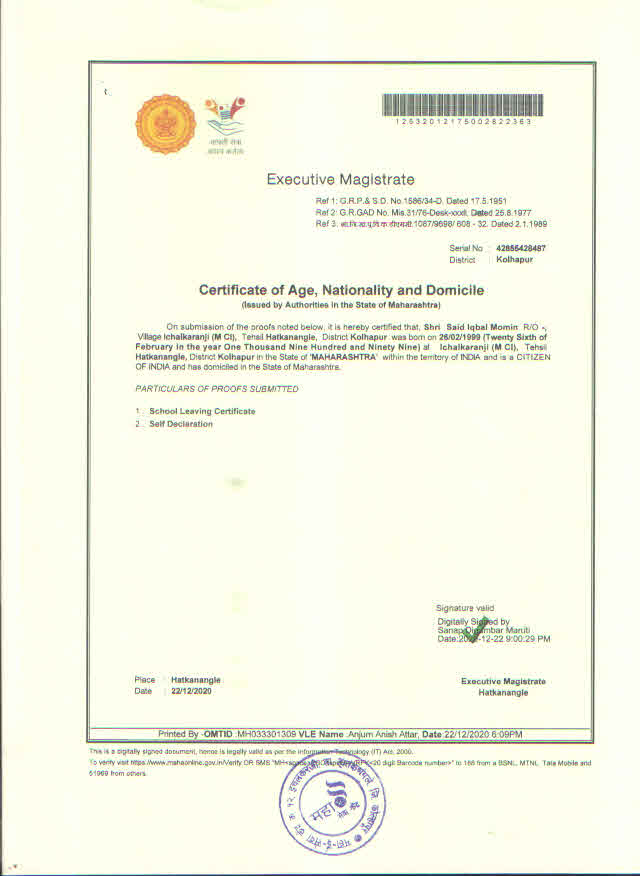 आपली सेवा
आमचे कर्तव्य
12532012175002822363
Executive Magistrate
Ref 1: G.R.P.& S.D. No.1586/34-D. Dated 17.5.1951
Ref 2: G.R.GAD No. Mis.31/76-Desk-xxxII. Dated 25.8.1977
Ref 3. 1087/9698/ 608 - 32. Dated 2.1.1989
Serial No : 42855428487
District : Kolhapur
Certificate of Age, Nationality and Domicile
(Issued by Authorities in the State of Maharashtra)
On submission of the proofs noted below, it is hereby certified that, Shri Said Iqbal Momin R/O -,
Village Ichalkaranji (M Cl), Tehsil Hatkanangle, District Kolhapur was born on 26/02/1999 (Twenty Sixth of
February in the year One Thousand Nine Hundred and Ninety Nine) at Ichalkaranji (M Cl), Tehsil
Hatkanangle, District Kolhapur in the State of 'MAHARASHTRA' within the territory of INDIA and is a CITIZEN
OF INDIA and has domiciled in the State of Maharashtra.
PARTICULARS OF PROOFS SUBMITTED
1. School Leaving Certificate
2. Self Declaration
Signature valid
Digitally Signed by
Sanap Digambar Maruti
Date:2020-12-22 9:00:29 PM
Place : Hatkanangle
Date : 22/12/2020
Executive Magistrate
Hatkanangle
Printed By -OMTID :MH033301309 VLE Name :Anjum Anish Attar, Date:22/12/2020 6:09PM
This is a digitally signed document, hence is legally valid as per the Information Technology (IT) Act, 2000.
To verify visit https://www.mahaonline.gov.in/Verify OR SMS "MH<space> <20 digit Barcode number>" to 166 from a BSNL, MTNL, Tata Mobile and
51969 from others.
महा
ई
सेवा केंद्र